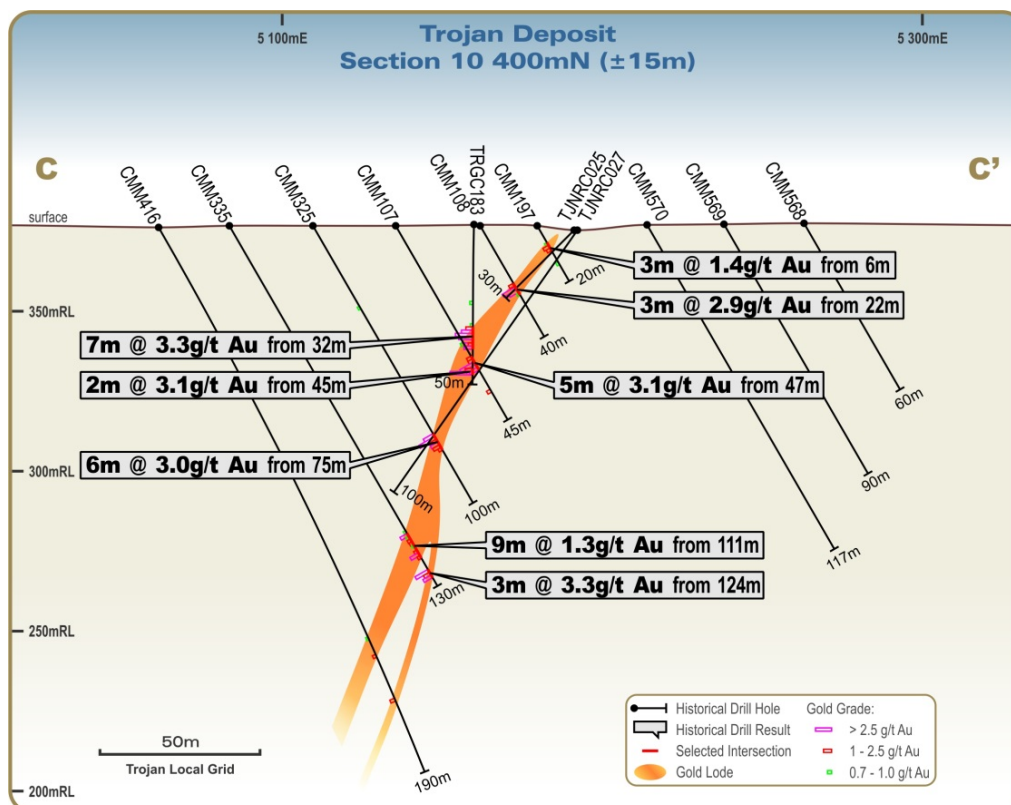 5 100mE
5 300mE
Trojan Deposit
Section 10 400mN (±15m)
C
C'
surface
CMM416
CMM335
CMM325
CMM107
CMM108
TRGC183
CMM197
TJNRC025
TJNRC027
CMM570
CMM569
CMM568
3m @ 1.4g/t Au from 6m
20m
30m
3m @ 2.9g/t Au from 22m
350mRL
7m @ 3.3g/t Au from 32m
40m
2m @ 3.1g/t Au from 45m
50m
5m @ 3.1g/t Au from 47m
60m
45m
6m @ 3.0g/t Au from 75m
300mRL
100m
100m
90m
9m @ 1.3g/t Au from 111m
117m
3m @ 3.3g/t Au from 124m
130m
250mRL
190m
200mRL
50m
Trojan Local Grid
Historical Drill Hole
Historical Drill Result
Selected Intersection
Gold Lode
Gold Grade:
> 2.5 g/t Au
1 - 2.5 g/t Au
0.7 - 1.0 g/t Au